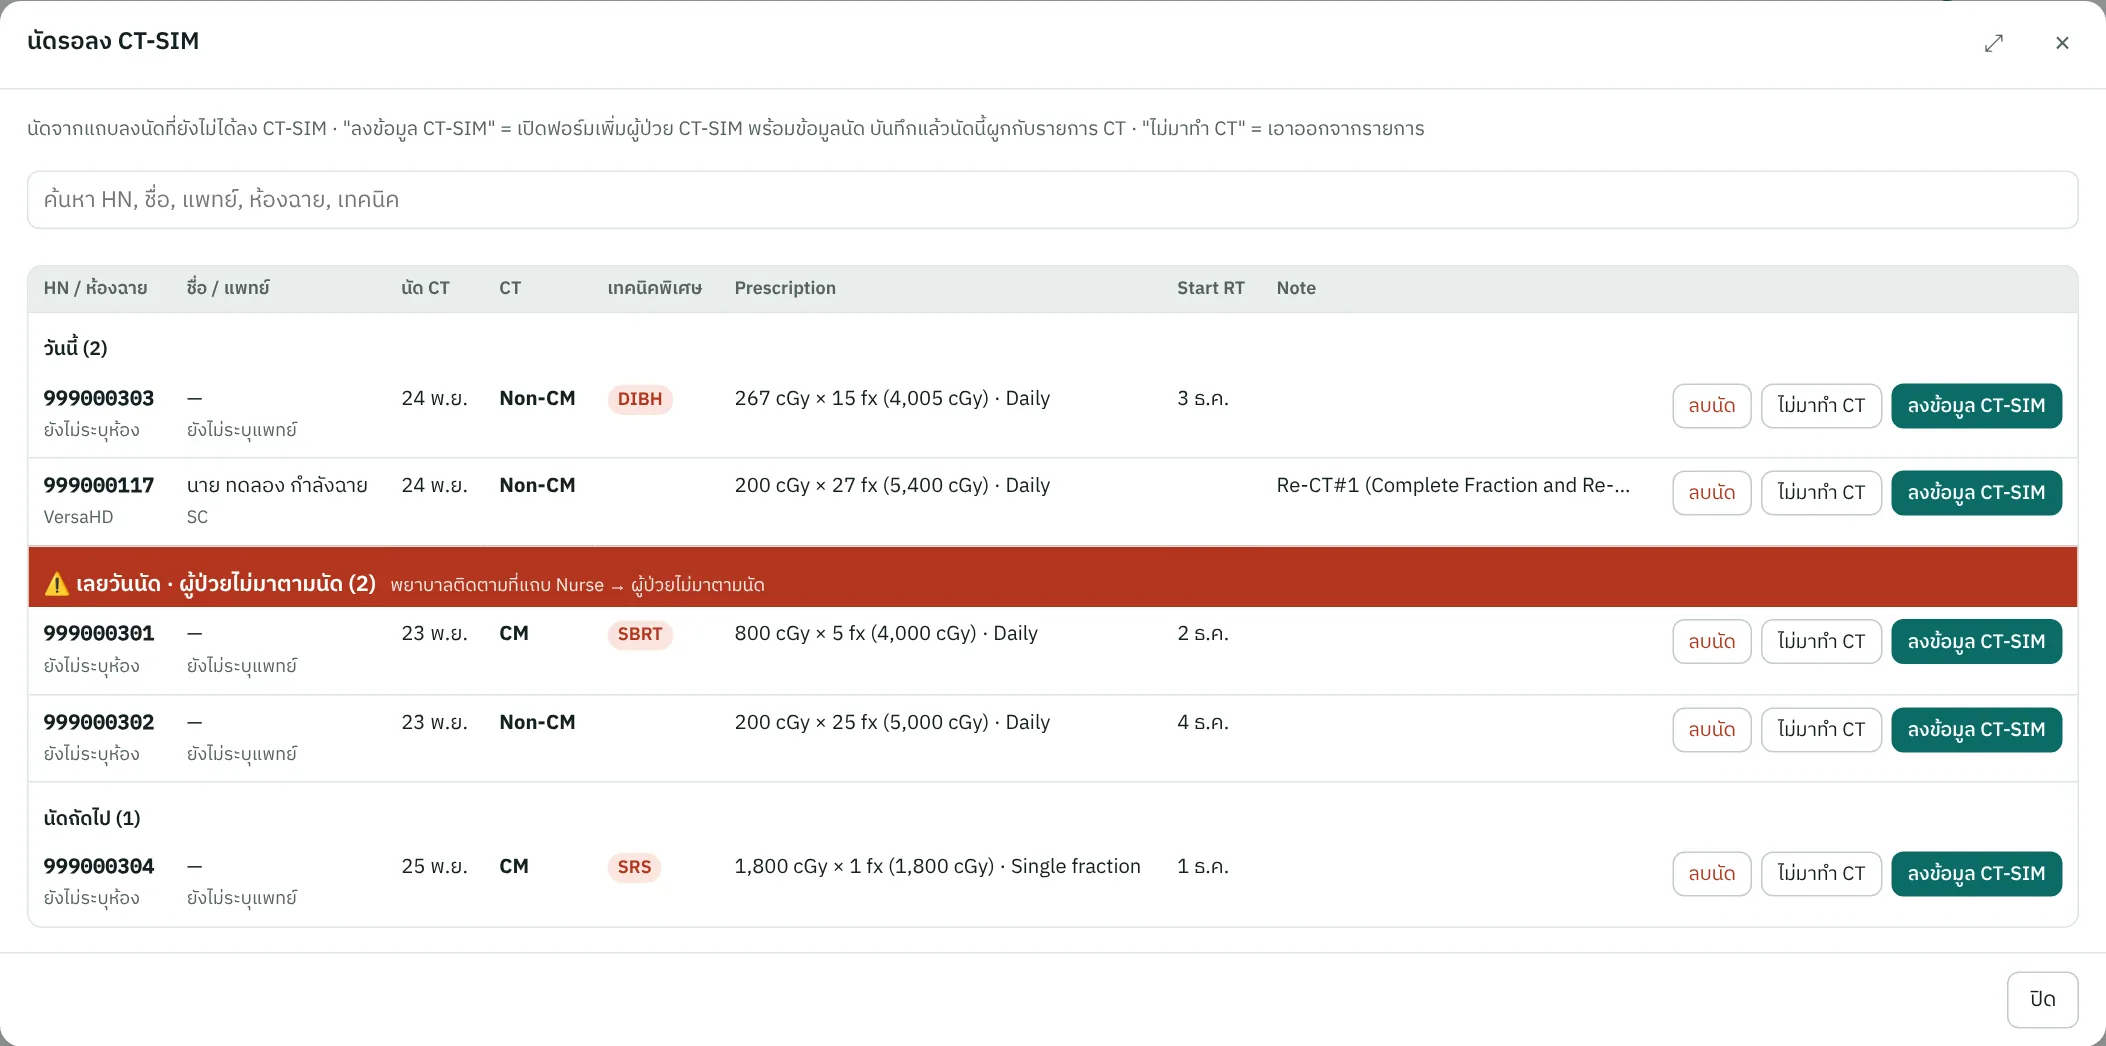 นัดรอลง CT-SIM
นัดจากแถบลงนัดที่ยังไม่ได้ลง CT-SIM · "ลงข้อมูล CT-SIM" = เปิดฟอร์มเพิ่มผู้ป่วย CT-SIM พร้อมข้อมูลนัด บันทึกแล้วนัดนี้ผูกกับรายการ CT · "ไม่มาทำ CT" = เอาออกจากรายการ
ค้นหา HN, ชื่อ, แพทย์, ห้องฉาย, เทคนิค
HN / ห้องฉาย ชื่อ / แพทย์ นัด CT CT เทคนิคพิเศษ Prescription Start RT Note
วันนี้ (2)
999000303 — 24 พ.ย. Non-CM DIBH 267 cGy × 15 fx (4,005 cGy) · Daily 3 ธ.ค. ลบนัด ไม่มาทำ CT ลงข้อมูล CT-SIM
ยังไม่ระบุห้อง ยังไม่ระบุแพทย์
999000117 นาย ทดลอง กำลังฉาย 24 พ.ย. Non-CM 200 cGy × 27 fx (5,400 cGy) · Daily Re-CT#1 (Complete Fraction and Re-... ลบนัด ไม่มาทำ CT ลงข้อมูล CT-SIM
VersaHD SC
⚠️ เลยวันนัด · ผู้ป่วยไม่มาตามนัด (2) พยาบาลติดตามที่แถบ Nurse → ผู้ป่วยไม่มาตามนัด
999000301 — 23 พ.ย. CM SBRT 800 cGy × 5 fx (4,000 cGy) · Daily 2 ธ.ค. ลบนัด ไม่มาทำ CT ลงข้อมูล CT-SIM
ยังไม่ระบุห้อง ยังไม่ระบุแพทย์
999000302 — 23 พ.ย. Non-CM 200 cGy × 25 fx (5,000 cGy) · Daily 4 ธ.ค. ลบนัด ไม่มาทำ CT ลงข้อมูล CT-SIM
ยังไม่ระบุห้อง ยังไม่ระบุแพทย์
นัดถัดไป (1)
999000304 — 25 พ.ย. CM SRS 1,800 cGy × 1 fx (1,800 cGy) · Single fraction 1 ธ.ค. ลบนัด ไม่มาทำ CT ลงข้อมูล CT-SIM
ยังไม่ระบุห้อง ยังไม่ระบุแพทย์
ปิด